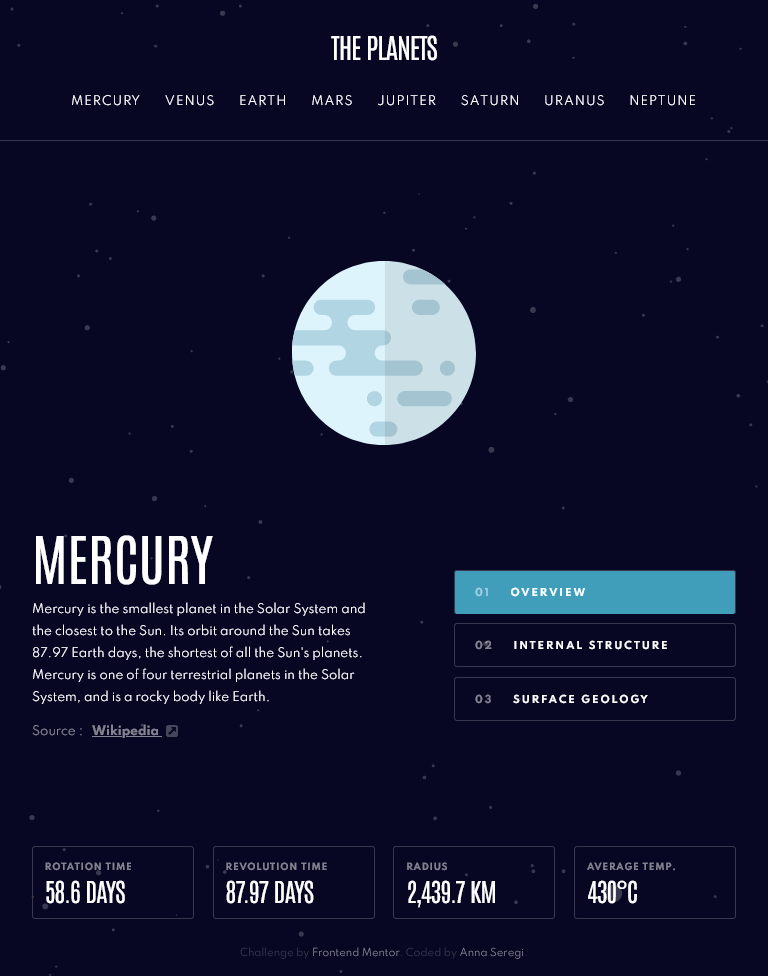 THE PLANETS
MERCURY VENUS EARTH MARS JUPITER SATURN URANUS NEPTUNE
MERCURY
Mercury is the smallest planet in the Solar System and
the closest to the Sun. Its orbit around the Sun takes
87.97 Earth days, the shortest of all the Sun's planets.
Mercury is one of four terrestrial planets in the Solar
System, and is a rocky body like Earth.
Source : Wikipedia
01 OVERVIEW
02 INTERNAL STRUCTURE
03 SURFACE GEOLOGY
ROTATION TIME
58.6 DAYS
REVOLUTION TIME
87.97 DAYS
RADIUS
2,439.7 KM
AVERAGE TEMP.
430°C
Challenge by Frontend Mentor. Coded by Anna Seregi.